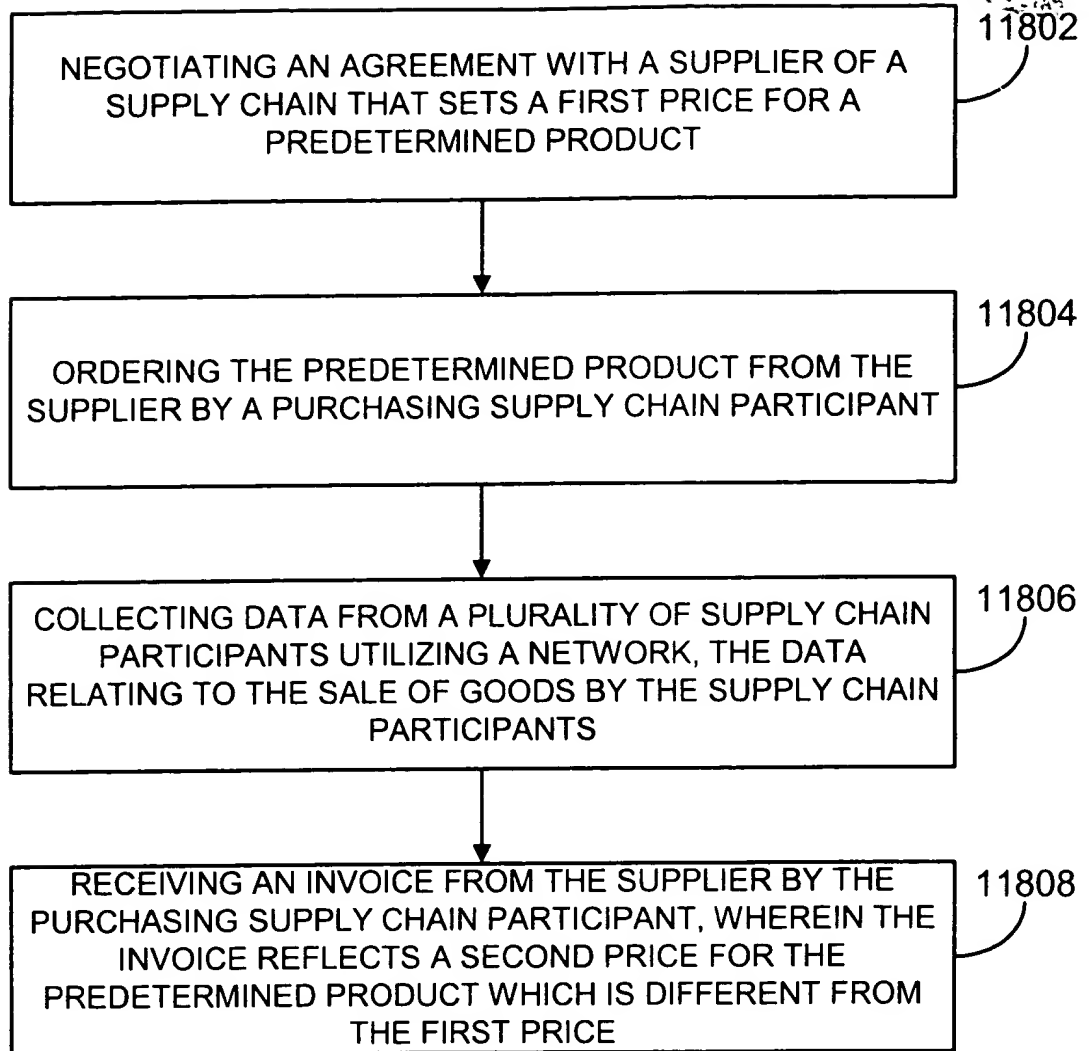 11802
NEGOTIATING AN AGREEMENT WITH A SUPPLIER OF A
SUPPLY CHAIN THAT SETS A FIRST PRICE FOR A
PREDETERMINED PRODUCT
11804
ORDERING THE PREDETERMINED PRODUCT FROM THE
SUPPLIER BY A PURCHASING SUPPLY CHAIN PARTICIPANT
11806
COLLECTING DATA FROM A PLURALITY OF SUPPLY CHAIN
PARTICIPANTS UTILIZING A NETWORK, THE DATA
RELATING TO THE SALE OF GOODS BY THE SUPPLY CHAIN
PARTICIPANTS
11808
RECEIVING AN INVOICE FROM THE SUPPLIER BY THE
PURCHASING SUPPLY CHAIN PARTICIPANT, WHEREIN THE
INVOICE REFLECTS A SECOND PRICE FOR THE
PREDETERMINED PRODUCT WHICH IS DIFFERENT FROM
THE FIRST PRICE